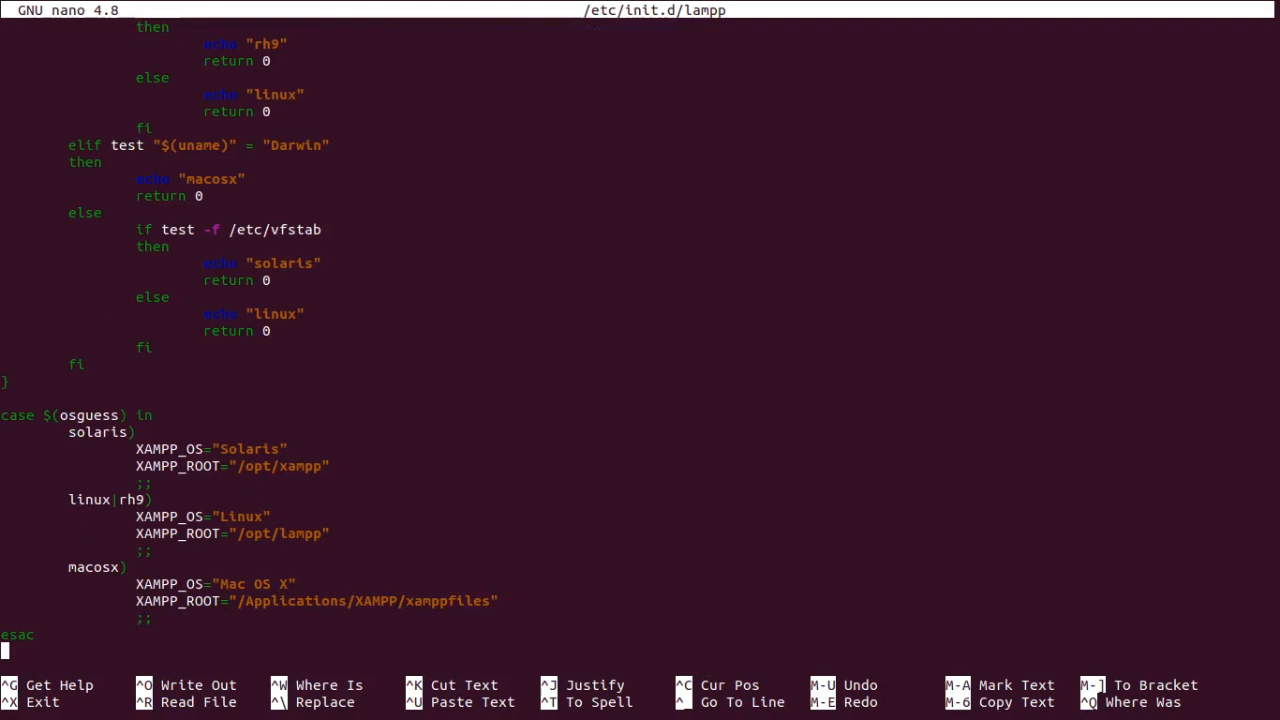 GNU nano 4.8 /etc/init.d/lampp
then
echo "rh9"
return 0
else
echo "linux"
return 0
fi
elif test "$(uname)" = "Darwin"
then
echo "macosx"
return 0
else
if test -f /etc/vfstab
then
echo "solaris"
return 0
else
echo "linux"
return 0
fi
fi
}
case $(osguess) in
solaris)
XAMPP_OS="Solaris"
XAMPP_ROOT="/opt/xampp"
;;
linux|rh9)
XAMPP_OS="Linux"
XAMPP_ROOT="/opt/lampp"
;;
macosx)
XAMPP_OS="Mac OS X"
XAMPP_ROOT="/Applications/XAMPP/xamppfiles"
;;
esac
^G Get Help ^O Write Out ^W Where Is ^K Cut Text ^J Justify ^C Cur Pos M-U Undo M-A Mark Text M-] To Bracket
^X Exit ^R Read File ^\ Replace ^U Paste Text ^T To Spell ^_ Go To Line M-E Redo M-6 Copy Text ^Q Where Was